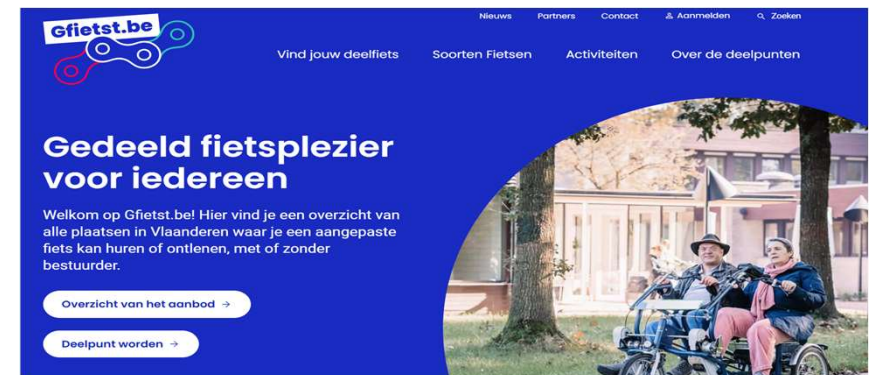 Gfietst.be
Nieuws Partners Contact Aanmelden Zoeken
Vind jouw deelfiets Soorten Fietsen Activiteiten Over de deelpunten
Gedeeld fietsplezier
voor iedereen
Welkom op Gfietst.be! Hier vind je een overzicht van
alle plaatsen in Vlaanderen waar je een aangepaste
fiets kan huren of ontlenen, met of zonder
bestuurder.
Overzicht van het aanbod →
Deelpunt worden →